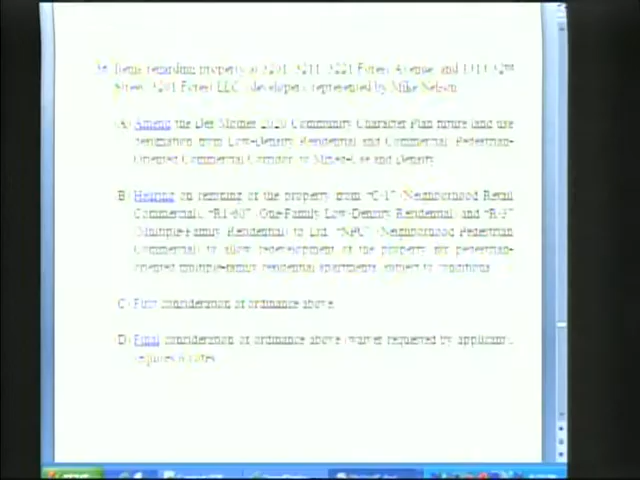 Items regarding property at 3201, 3211, 3221 Forest Avenue and 1313 32nd
Street, 3201 Forest LLC (developer) represented by Mike Nelson.
(A) Amend the Des Moines 2020 Community Character Plan future land use
designation from Low-Density Residential and Commercial Pedestrian-
Oriented Commercial Corridor to Mixed-Use and Density.
B) Hearing on rezoning of the property from "C-1" (Neighborhood Retail
Commercial), "R1-60" (One-Family Low-Density Residential) and "R-3"
(Multiple-Family Residential) to Ltd. "NPC" (Neighborhood Pedestrian
Commercial) to allow redevelopment of the property for pedestrian-
oriented multiple-family residential apartments, subject to conditions.
C) First consideration of ordinance above.
D) Final consideration of ordinance above (waiver requested by applicant),
requires 6 votes.